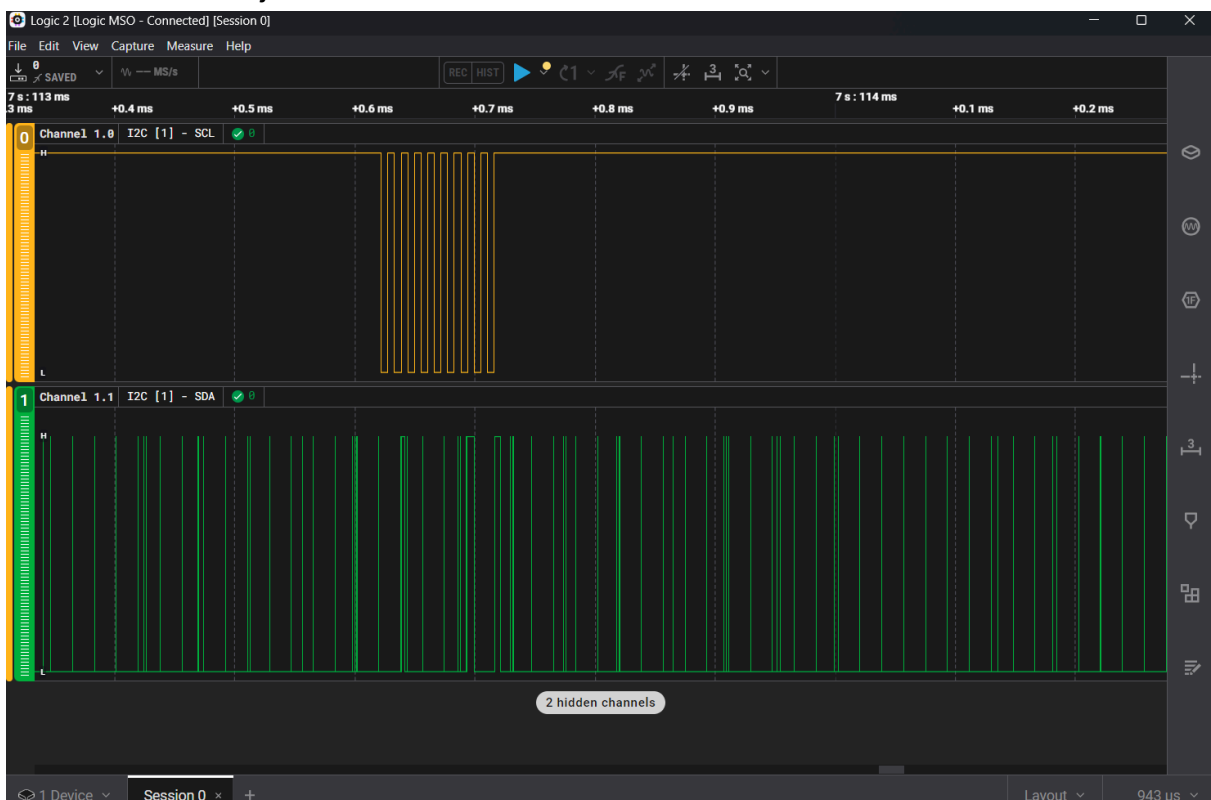 Logic 2 [Logic MSO - Connected] [Session 0]
File Edit View Capture Measure Help
0
SAVED
-- MS/s
REC HIST
1
F
3
7 s : 113 ms
7 s : 114 ms
.3 ms +0.4 ms +0.5 ms +0.6 ms +0.7 ms +0.8 ms +0.9 ms +0.1 ms +0.2 ms
0 Channel 1.0 I2C [1] - SCL 0
H
L
1F
1 Channel 1.1 I2C [1] - SDA 0
H
3
L
2 hidden channels
1 Device Session 0 × + Layout 943 us